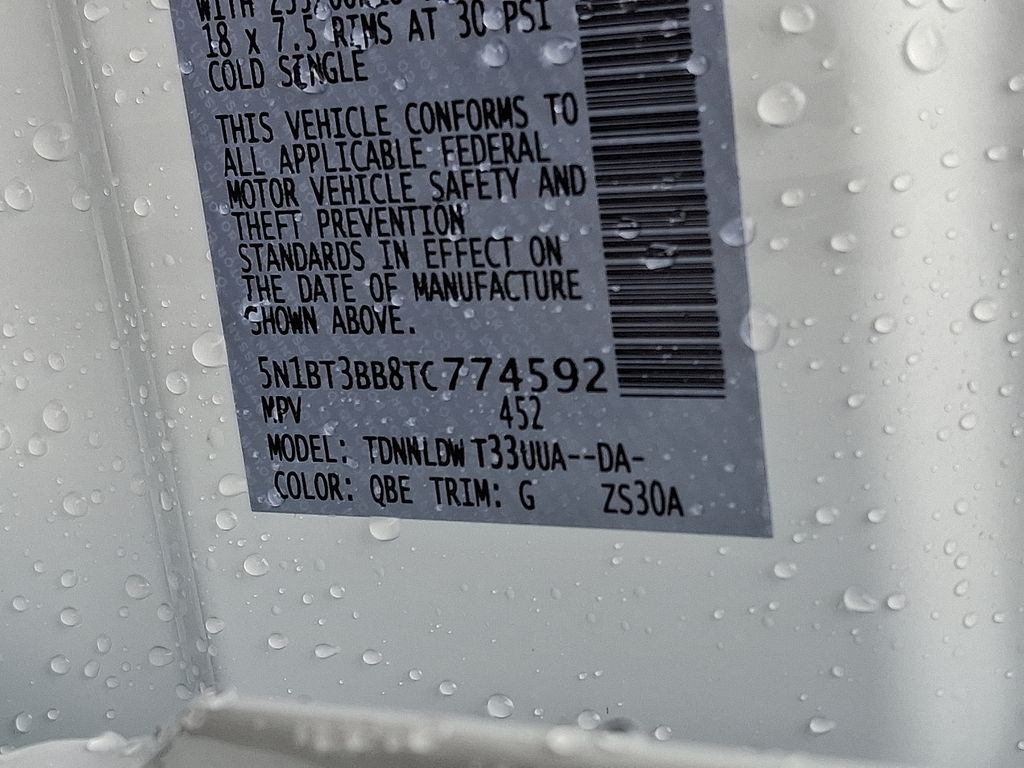 18 x 7.5 RIMS AT 30 PSI
COLD SINGLE
THIS VEHICLE CONFORMS TO
ALL APPLICABLE FEDERAL
MOTOR VEHICLE SAFETY AND
THEFT PREVENTION
STANDARDS IN EFFECT ON
THE DATE OF MANUFACTURE
SHOWN ABOVE.
5N1BT3BB8TC774592
MPV 452
MODEL: TDNNLDW T33UUA--DA-
COLOR: QBE TRIM: G ZS30A